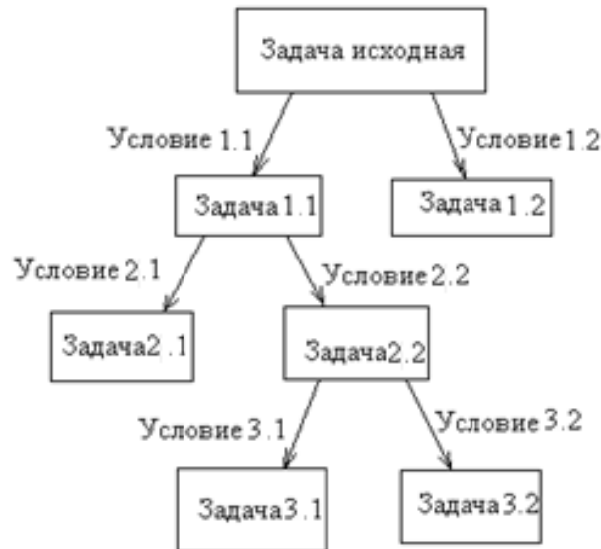 Задача исходная
Условие 1.1
Условие 1.2
Задача 1.1
Задача 1.2
Условие 2.1
Условие 2.2
Задача2.1
Задача2.2
Условие 3.1
Условие 3.2
Задача3.1
Задача3.2